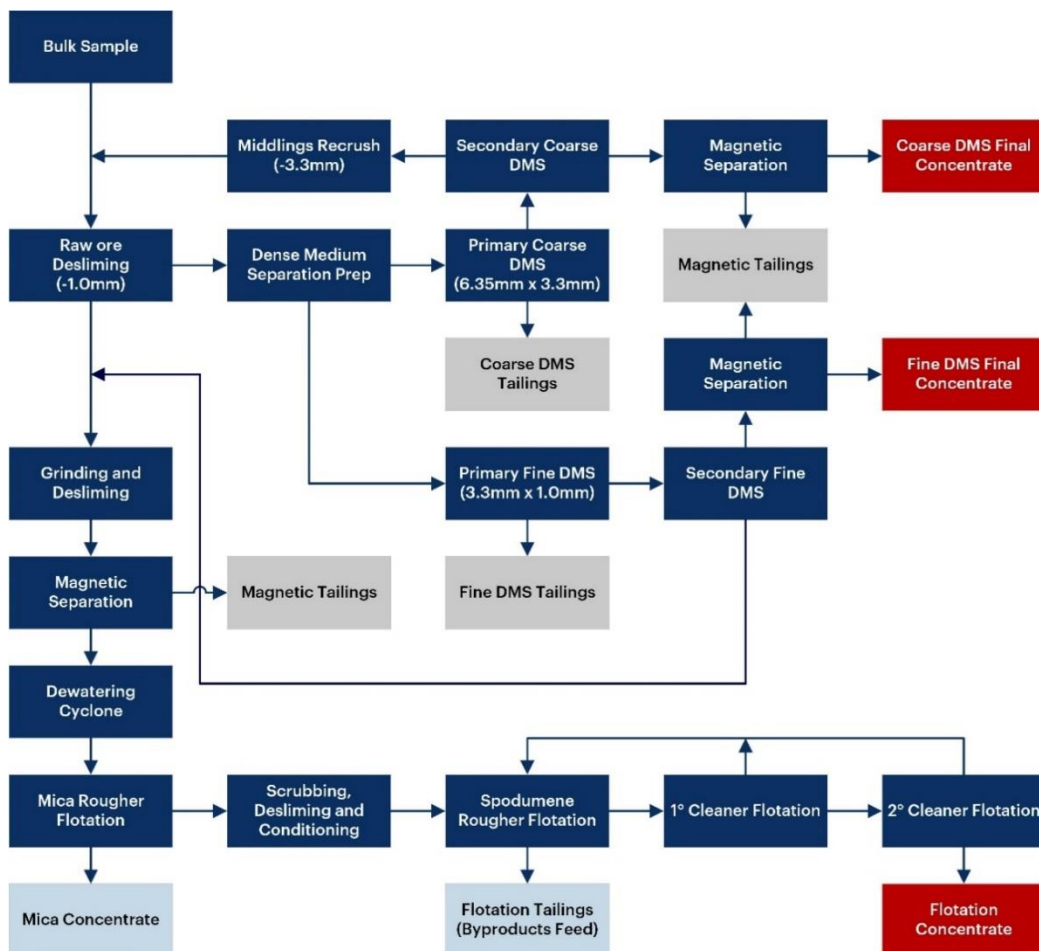 Bulk Sample
Middlings Recrush
(-3.3mm)
Secondary Coarse
DMS
Magnetic
Separation
Coarse DMS Final
Concentrate
Raw ore
Desliming
(-1.0mm)
Dense Medium
Separation Prep
Primary Coarse
DMS
(6.35mm x 3.3mm)
Magnetic Tailings
Coarse DMS
Tailings
Magnetic
Separation
Fine DMS Final
Concentrate
Grinding and
Desliming
Primary Fine DMS
(3.3mm x 1.0mm)
Secondary Fine
DMS
Magnetic
Separation
Magnetic Tailings
Fine DMS Tailings
Dewatering
Cyclone
Mica Rougher
Flotation
Scrubbing,
Desliming and
Conditioning
Spodumene
Rougher Flotation
1° Cleaner Flotation
2° Cleaner Flotation
Mica Concentrate
Flotation Tailings
(Byproducts Feed)
Flotation
Concentrate